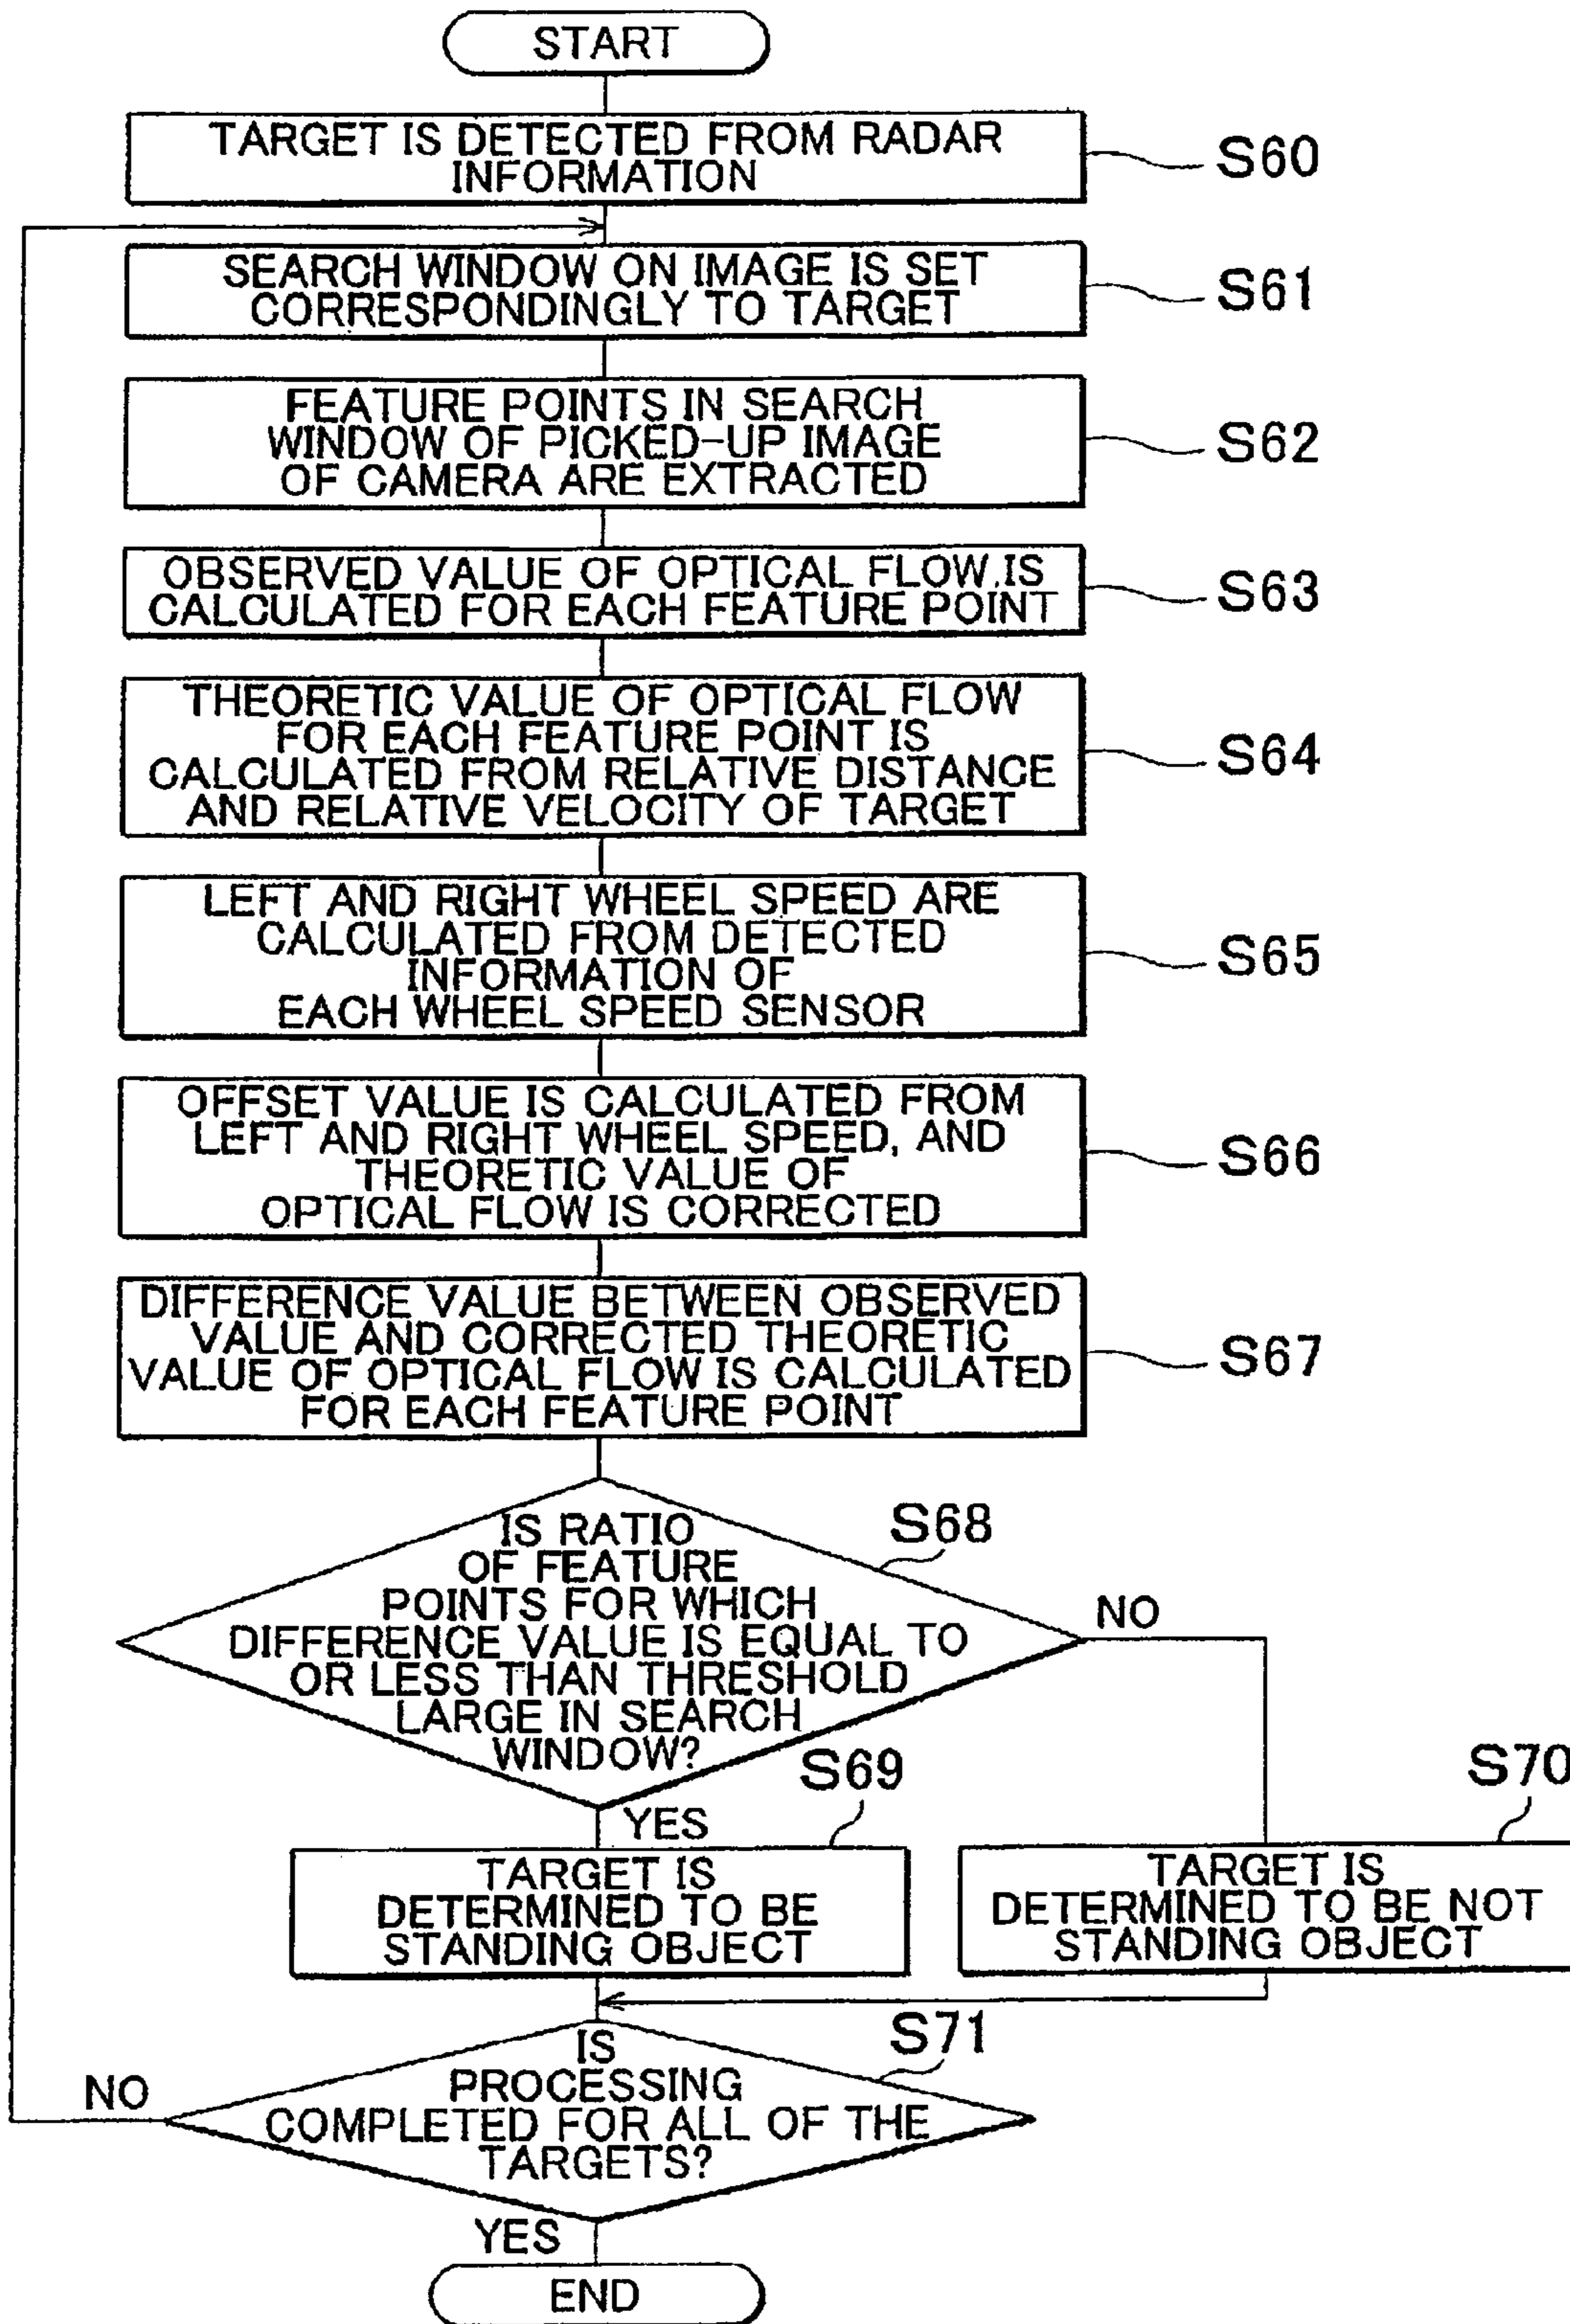 START
TARGET IS DETECTED FROM RADAR
INFORMATION
S60
SEARCH WINDOW ON IMAGE IS SET
CORRESPONDINGLY TO TARGET
S61
FEATURE POINTS IN SEARCH
WINDOW OF PICKED-UP IMAGE
OF CAMERA ARE EXTRACTED
S62
OBSERVED VALUE OF OPTICAL FLOW IS
CALCULATED FOR EACH FEATURE POINT
S63
THEORETIC VALUE OF OPTICAL FLOW
FOR EACH FEATURE POINT IS
CALCULATED FROM RELATIVE DISTANCE
AND RELATIVE VELOCITY OF TARGET
S64
LEFT AND RIGHT WHEEL SPEED ARE
CALCULATED FROM DETECTED
INFORMATION OF
EACH WHEEL SPEED SENSOR
S65
OFFSET VALUE IS CALCULATED FROM
LEFT AND RIGHT WHEEL SPEED, AND
THEORETIC VALUE OF
OPTICAL FLOW IS CORRECTED
S66
DIFFERENCE VALUE BETWEEN OBSERVED
VALUE AND CORRECTED THEORETIC
VALUE OF OPTICAL FLOW IS CALCULATED
FOR EACH FEATURE POINT
S67
IS RATIO
OF FEATURE
POINTS FOR WHICH
DIFFERENCE VALUE IS EQUAL TO
OR LESS THAN THRESHOLD
LARGE IN SEARCH
WINDOW?
S68
NO
YES
S69
TARGET IS
DETERMINED TO BE
STANDING OBJECT
S70
TARGET IS
DETERMINED TO BE NOT
STANDING OBJECT
S71
IS
PROCESSING
COMPLETED FOR ALL OF THE
TARGETS?
NO
YES
END